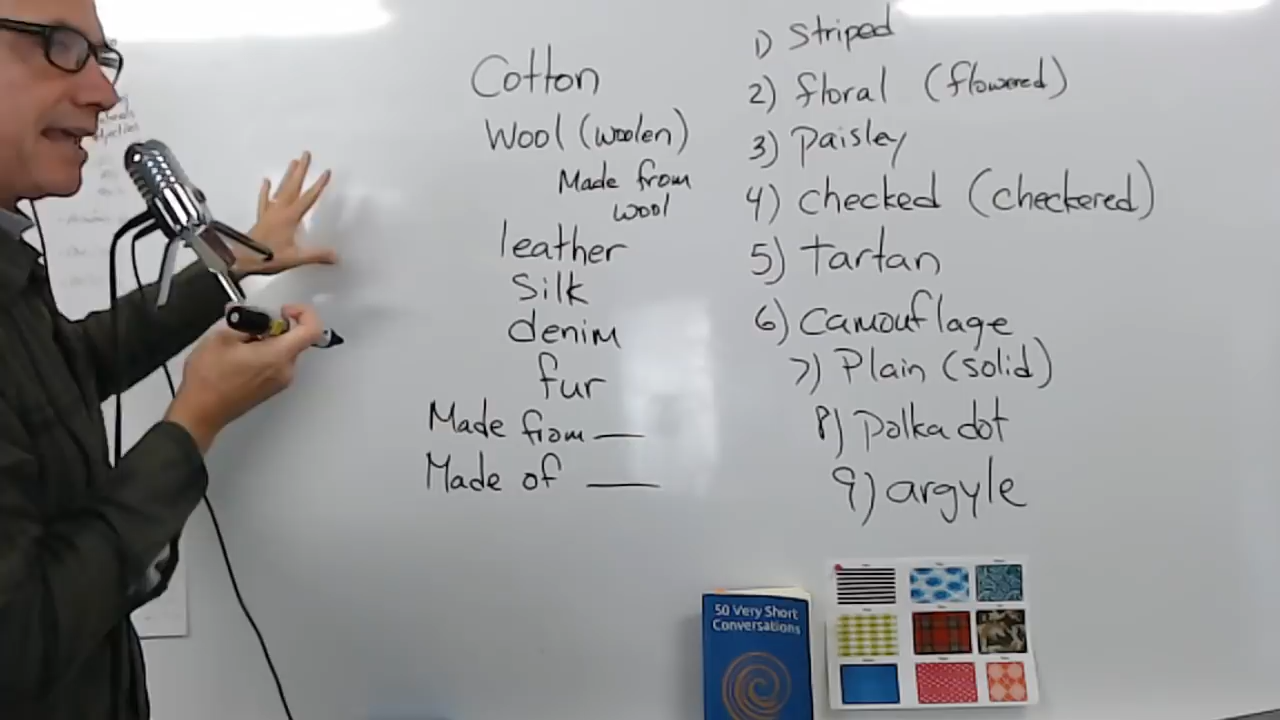 Cotton
Wool (woolen)
Made from
wool
leather
Silk
denim
fur
Made from __
Made of __
1) Striped
2) floral (flowered)
3) Paisley
4) checked (checkered)
5) tartan
6) camouflage
7) Plain (solid)
8) Polka dot
9) argyle
50 Very Short
Conversations